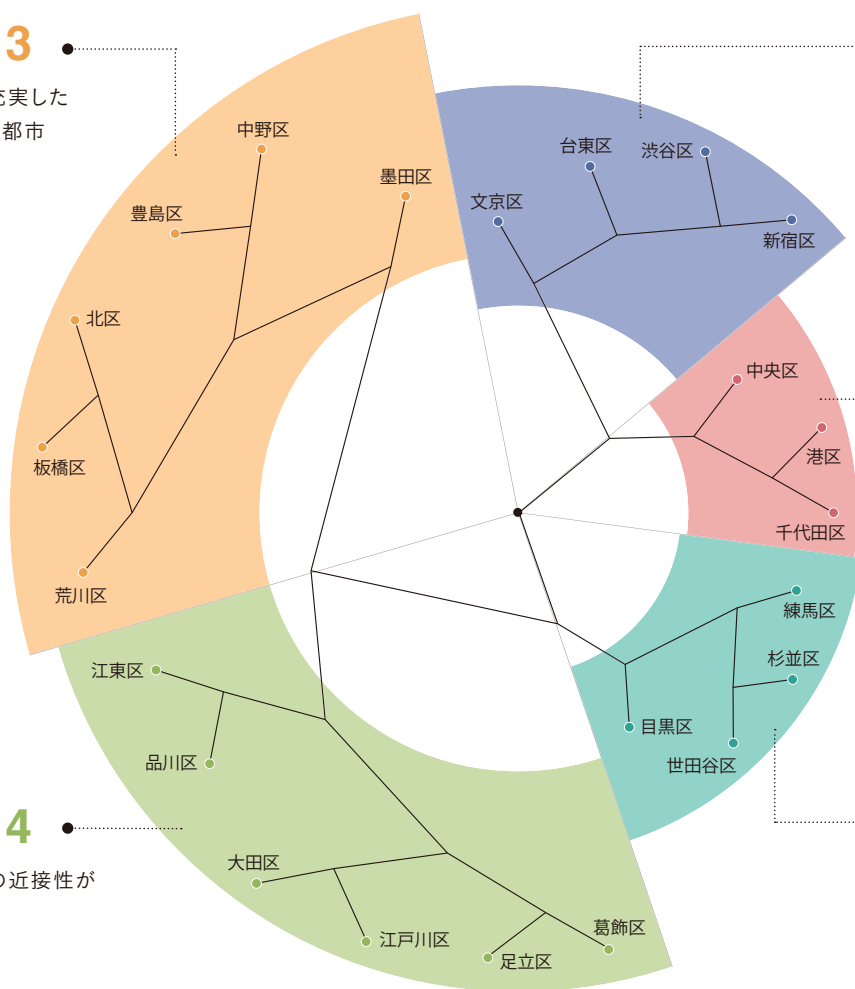 3
充実した
都市
中野区
豊島区
墨田区
北区
板橋区
荒川区
文京区
台東区
渋谷区
新宿区
中央区
港区
千代田区
練馬区
杉並区
目黒区
世田谷区
江東区
品川区
4
の近接性が
大田区
江戸川区
足立区
葛飾区